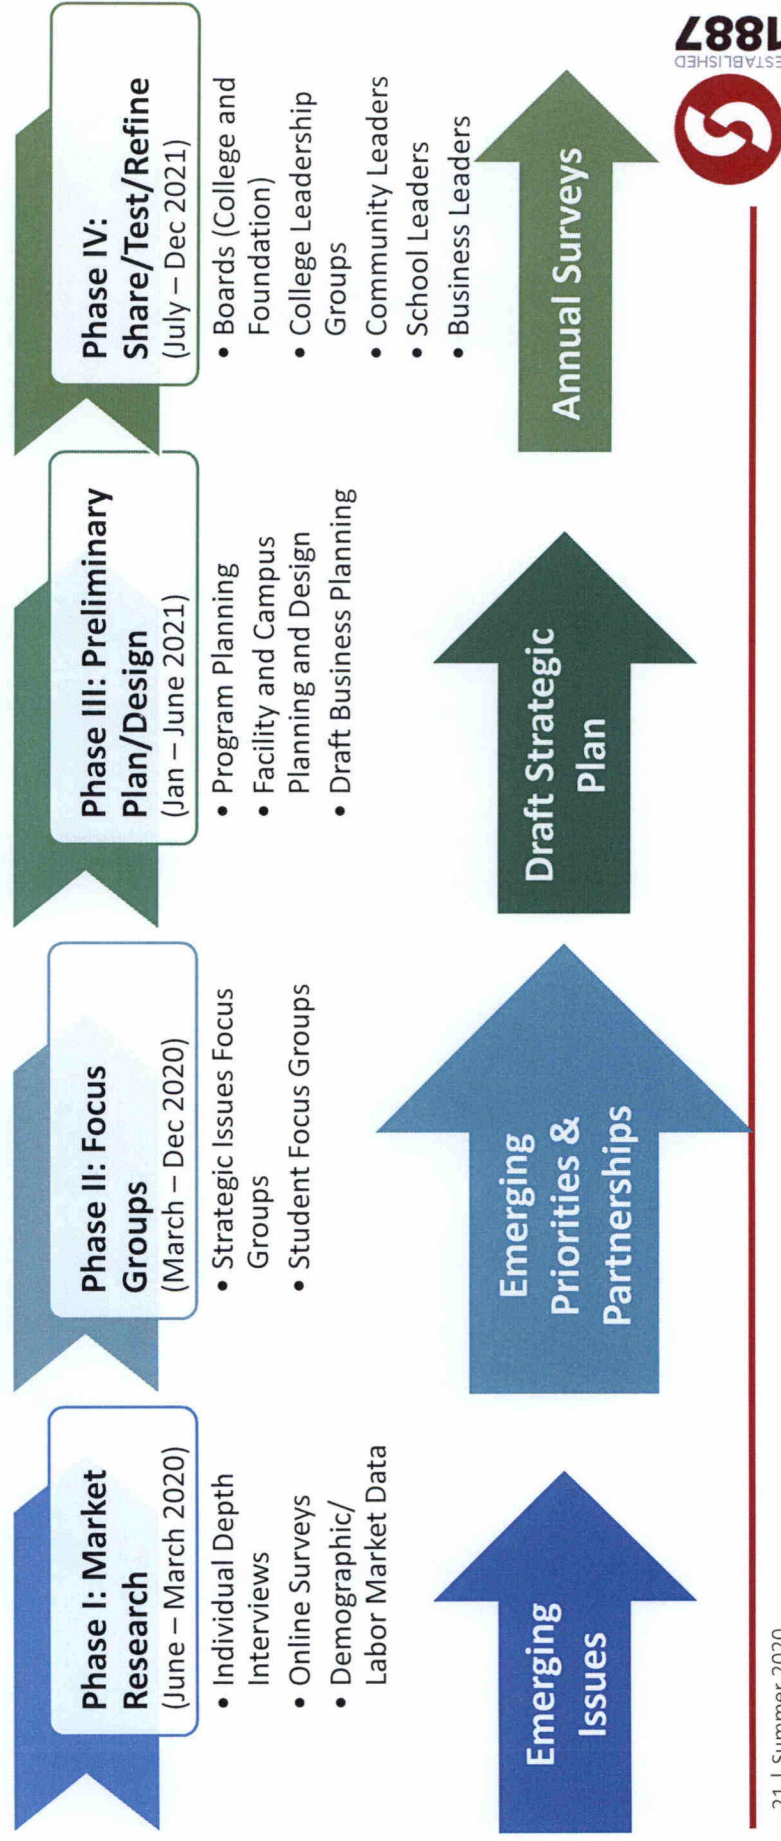 Phase I: Market
Research
(June – March 2020)
• Individual Depth
Interviews
• Online Surveys
• Demographic/
Labor Market Data
Emerging
Issues
Phase II: Focus
Groups
(March – Dec 2020)
• Strategic Issues Focus
Groups
• Student Focus Groups
Emerging
Priorities &
Partnerships
Phase III: Preliminary
Plan/Design
(Jan – June 2021)
• Program Planning
• Facility and Campus
Planning and Design
• Draft Business Planning
Draft Strategic
Plan
Phase IV:
Share/Test/Refine
(July – Dec 2021)
• Boards (College and
Foundation)
• College Leadership
Groups
• Community Leaders
• School Leaders
• Business Leaders
Annual Surveys
21 | Summer 2020
ESTABLISHED
1887